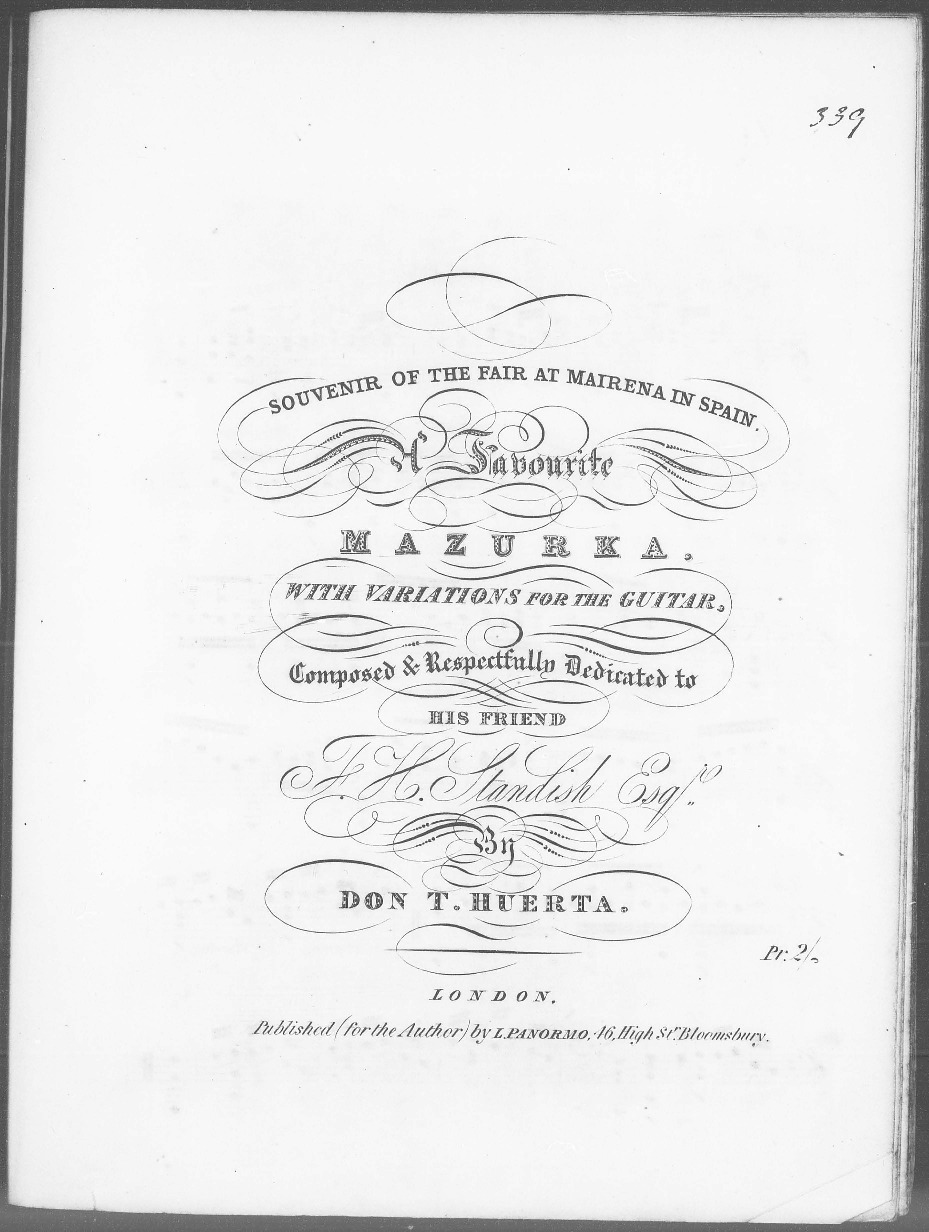 339
SOUVENIR OF THE FAIR AT MAIRENA IN SPAIN.
A Favourite
MAZURKA.
WITH VARIATIONS FOR THE GUITAR,
Composed & Respectfully Dedicated to
HIS FRIEND
F. H. Standish Esqr.
By
DON T. HUERTA.
Pr. 2/.
LONDON.
Published (for the Author) by L. PANORMO, 46, High St. Bloomsbury.